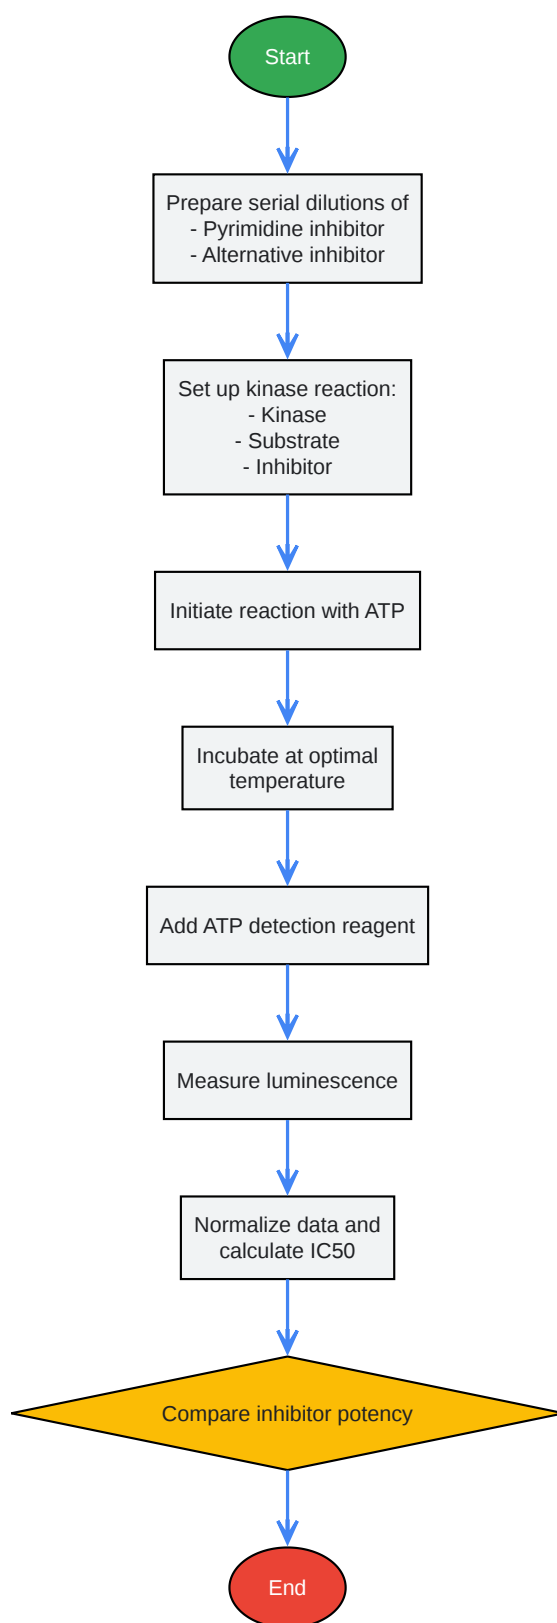 Start
Prepare serial dilutions of
- Pyrimidine inhibitor
- Alternative inhibitor
Set up kinase reaction:
- Kinase
- Substrate
- Inhibitor
Initiate reaction with ATP
Incubate at optimal
temperature
Add ATP detection reagent
Measure luminescence
Normalize data and
calculate IC50
Compare inhibitor potency
End